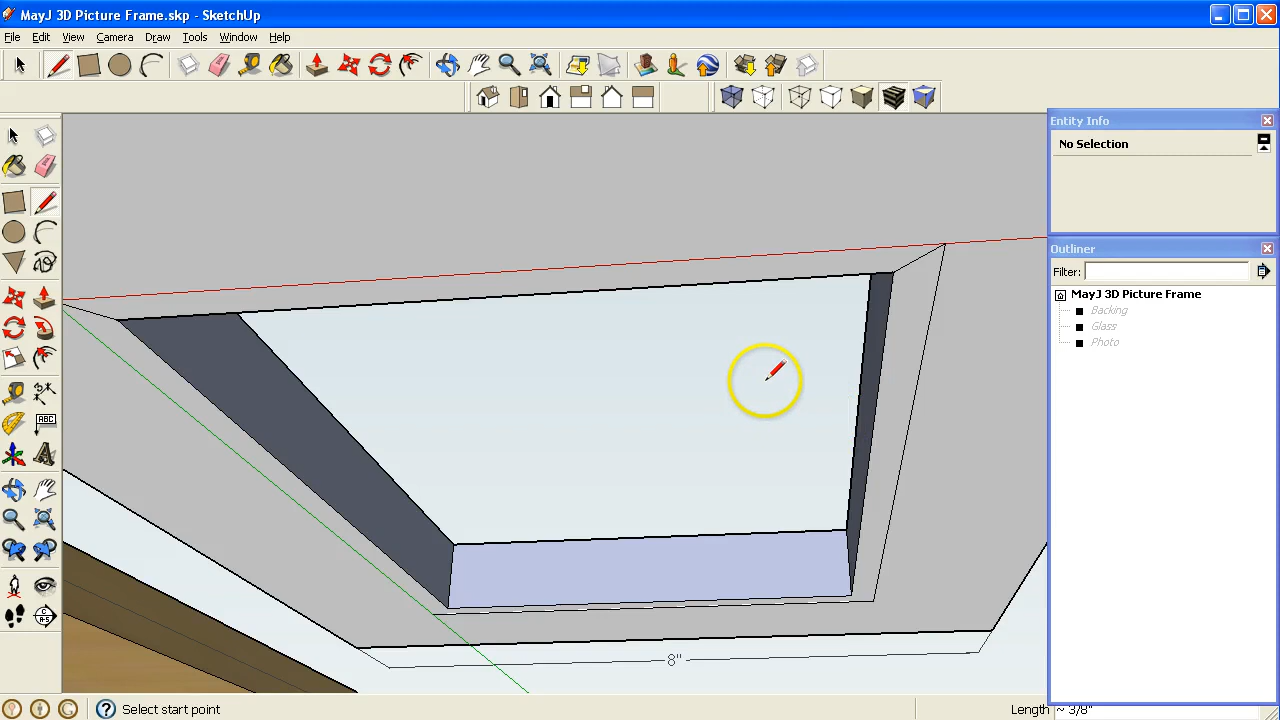 MayJ 3D Picture Frame.skp - SketchUp
File Edit View Camera Draw Tools Window Help
Entity Info
No Selection
Outliner
Filter:
MayJ 3D Picture Frame
Backing
Glass
Photo
ABC
8"
Select start point
Length ~ 3/8"